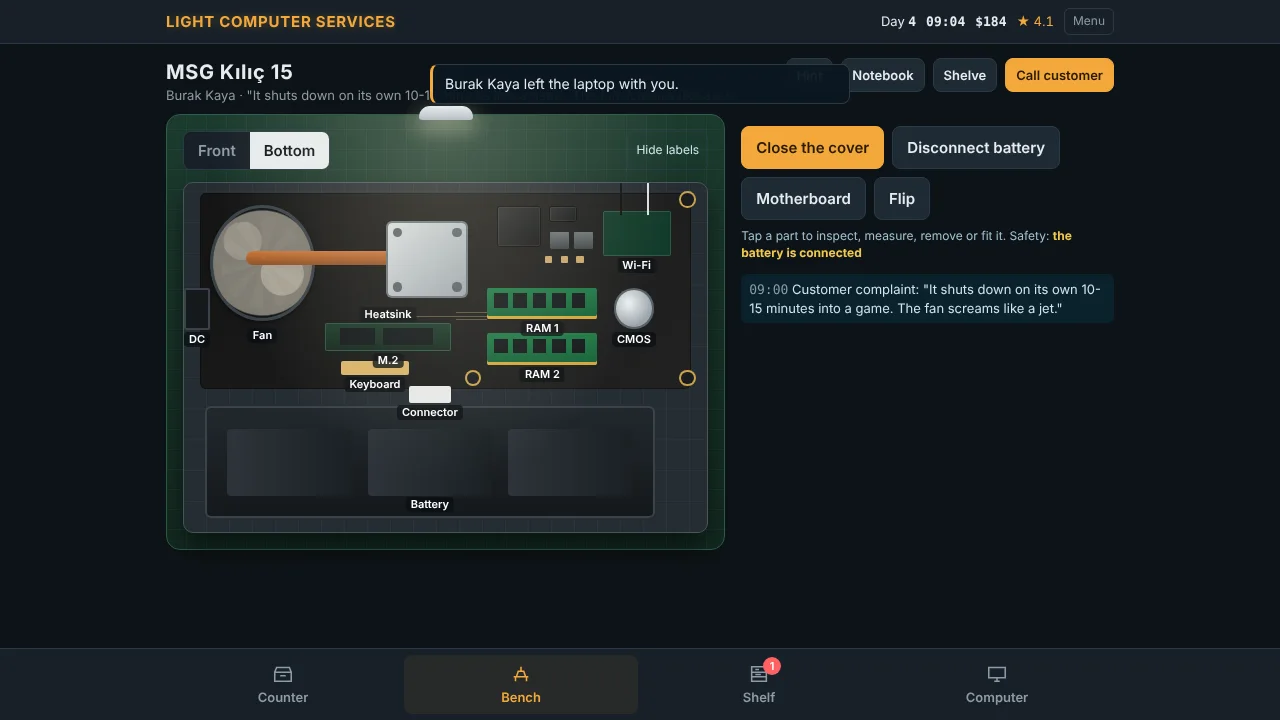 LIGHT COMPUTER SERVICES
Day 4 09:04 $184 ★ 4.1 Menu
MSG Kılıç 15
Burak Kaya · "It shuts down on its own 10-1
Burak Kaya left the laptop with you.
Hint
Notebook
Shelve
Call customer
Front
Bottom
Hide labels
Wi-Fi
Heatsink
Fan
DC
RAM 1
CMOS
M.2
RAM 2
Keyboard
Connector
Battery
Close the cover
Disconnect battery
Motherboard
Flip
Tap a part to inspect, measure, remove or fit it. Safety: the
battery is connected
09:00 Customer complaint: "It shuts down on its own 10-
15 minutes into a game. The fan screams like a jet."
Counter
Bench
Shelf
1
Computer